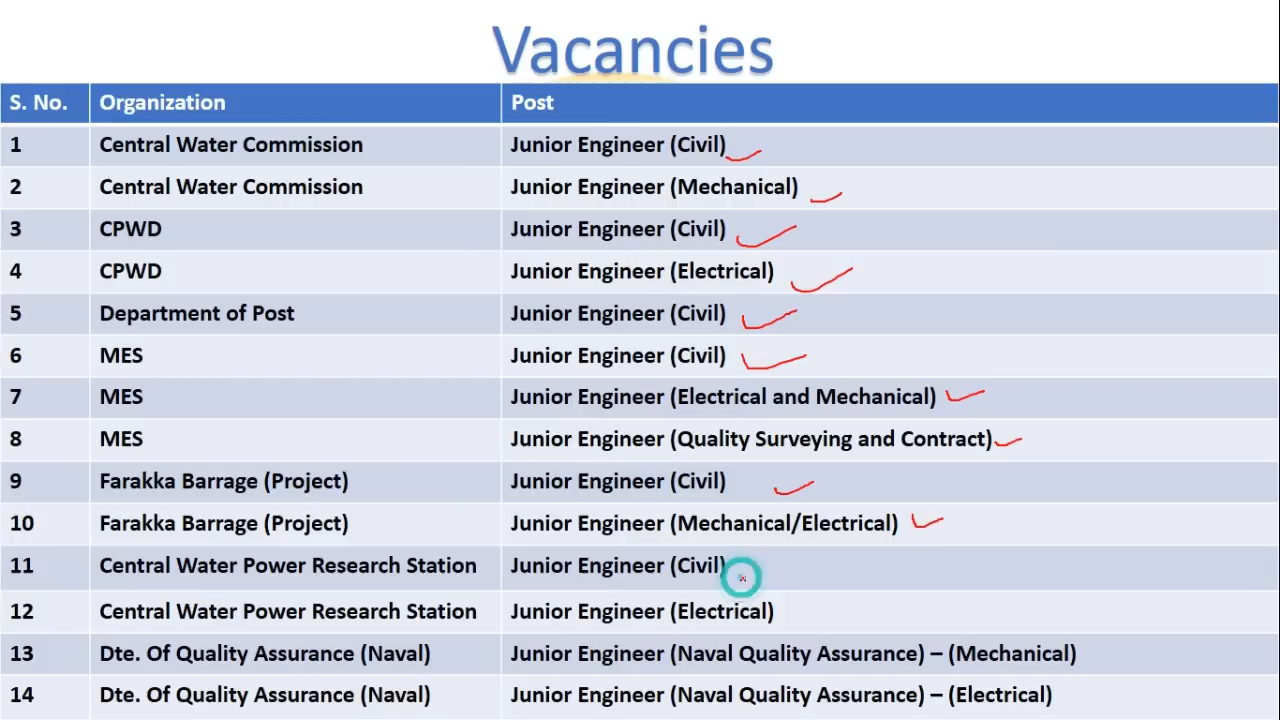 Vacancies
S. No. Organization Post
1 Central Water Commission Junior Engineer (Civil)
2 Central Water Commission Junior Engineer (Mechanical)
3 CPWD Junior Engineer (Civil)
4 CPWD Junior Engineer (Electrical)
5 Department of Post Junior Engineer (Civil)
6 MES Junior Engineer (Civil)
7 MES Junior Engineer (Electrical and Mechanical)
8 MES Junior Engineer (Quality Surveying and Contract)
9 Farakka Barrage (Project) Junior Engineer (Civil)
10 Farakka Barrage (Project) Junior Engineer (Mechanical/Electrical)
11 Central Water Power Research Station Junior Engineer (Civil)
12 Central Water Power Research Station Junior Engineer (Electrical)
13 Dte. Of Quality Assurance (Naval) Junior Engineer (Naval Quality Assurance) – (Mechanical)
14 Dte. Of Quality Assurance (Naval) Junior Engineer (Naval Quality Assurance) – (Electrical)